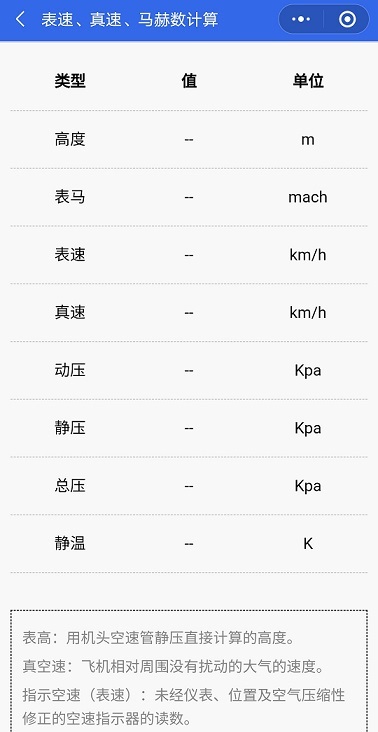 表速、真速、马赫数计算
类型 值 单位
高度 -- m
表马 -- mach
表速 -- km/h
真速 -- km/h
动压 -- Kpa
静压 -- Kpa
总压 -- Kpa
静温 -- K
表高：用机头空速管静压直接计算的高度。
真空速：飞机相对周围没有扰动的大气的速度。
指示空速（表速）：未经仪表、位置及空气压缩性
修正的空速指示器的读数。